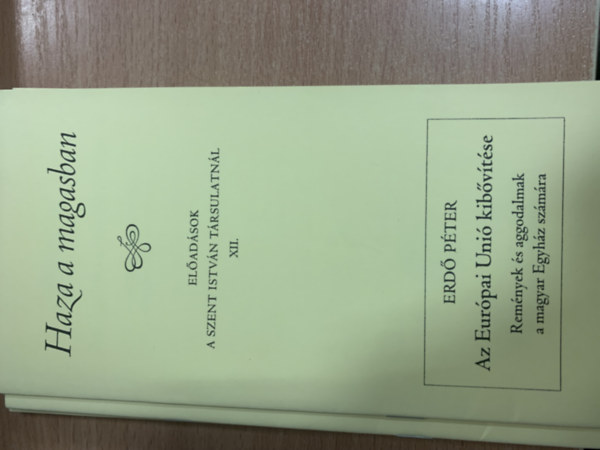 Haza a magasban
ELŐADÁSOK
A SZENT ISTVÁN TÁRSULATNÁL
XII.
ERDŐ PÉTER
Az Európai Unió kibővítése
Remények és aggodalmak
a magyar Egyház számára